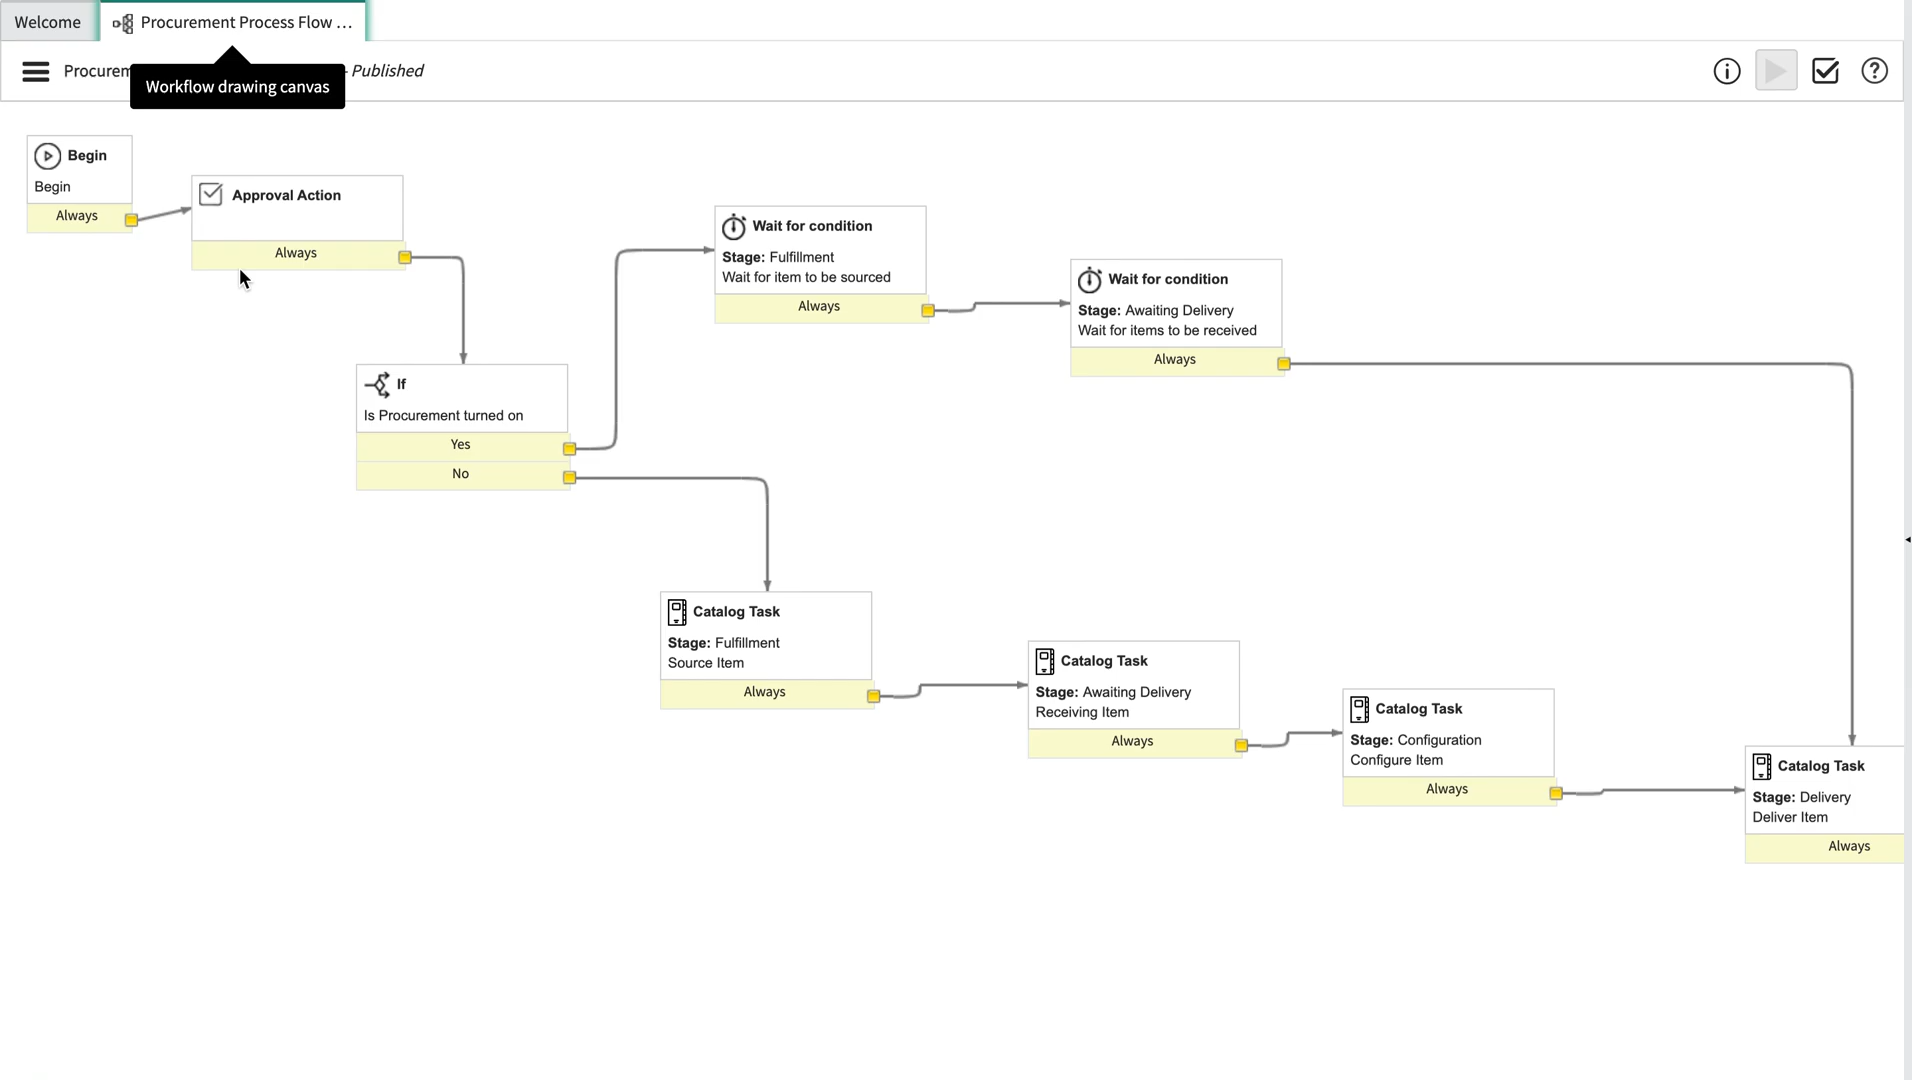 Welcome
Procurement Process Flow ...
Procurem
- Published
Workflow drawing canvas
Begin
Begin
Always
Approval Action
Always
If
Is Procurement turned on
Yes
No
Wait for condition
Stage: Fulfillment
Wait for item to be sourced
Always
Wait for condition
Stage: Awaiting Delivery
Wait for items to be received
Always
Catalog Task
Stage: Fulfillment
Source Item
Always
Catalog Task
Stage: Awaiting Delivery
Receiving Item
Always
Catalog Task
Stage: Configuration
Configure Item
Always
Catalog Task
Stage: Delivery
Deliver Item
Always